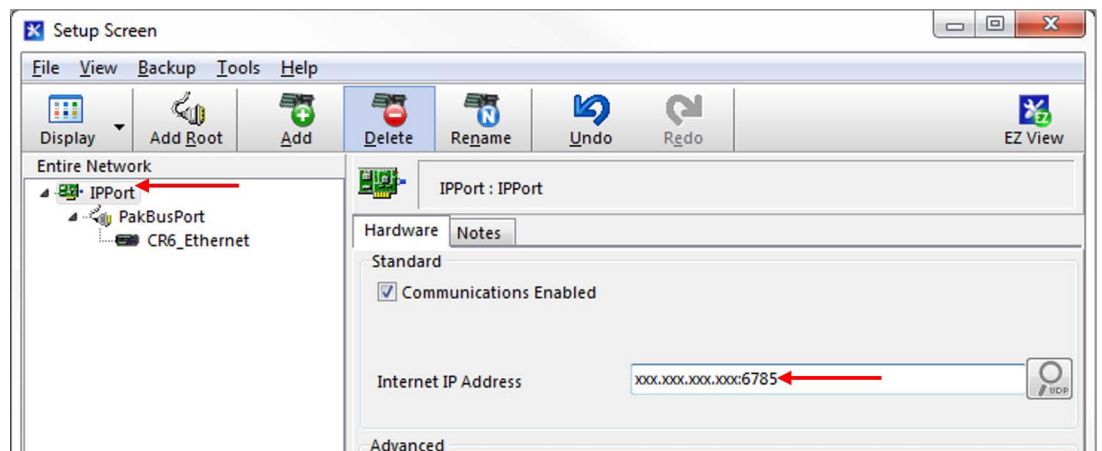 Setup Screen
File View Backup Tools Help
Display Add Root Add Delete Rename Undo Redo EZ View
Entire Network
IPPort
PakBusPort
CR6_Ethernet
IPPort : IPPort
Hardware Notes
Standard
Communications Enabled
Internet IP Address xxx.xxx.xxx.xxx:6785 UDP
Advanced